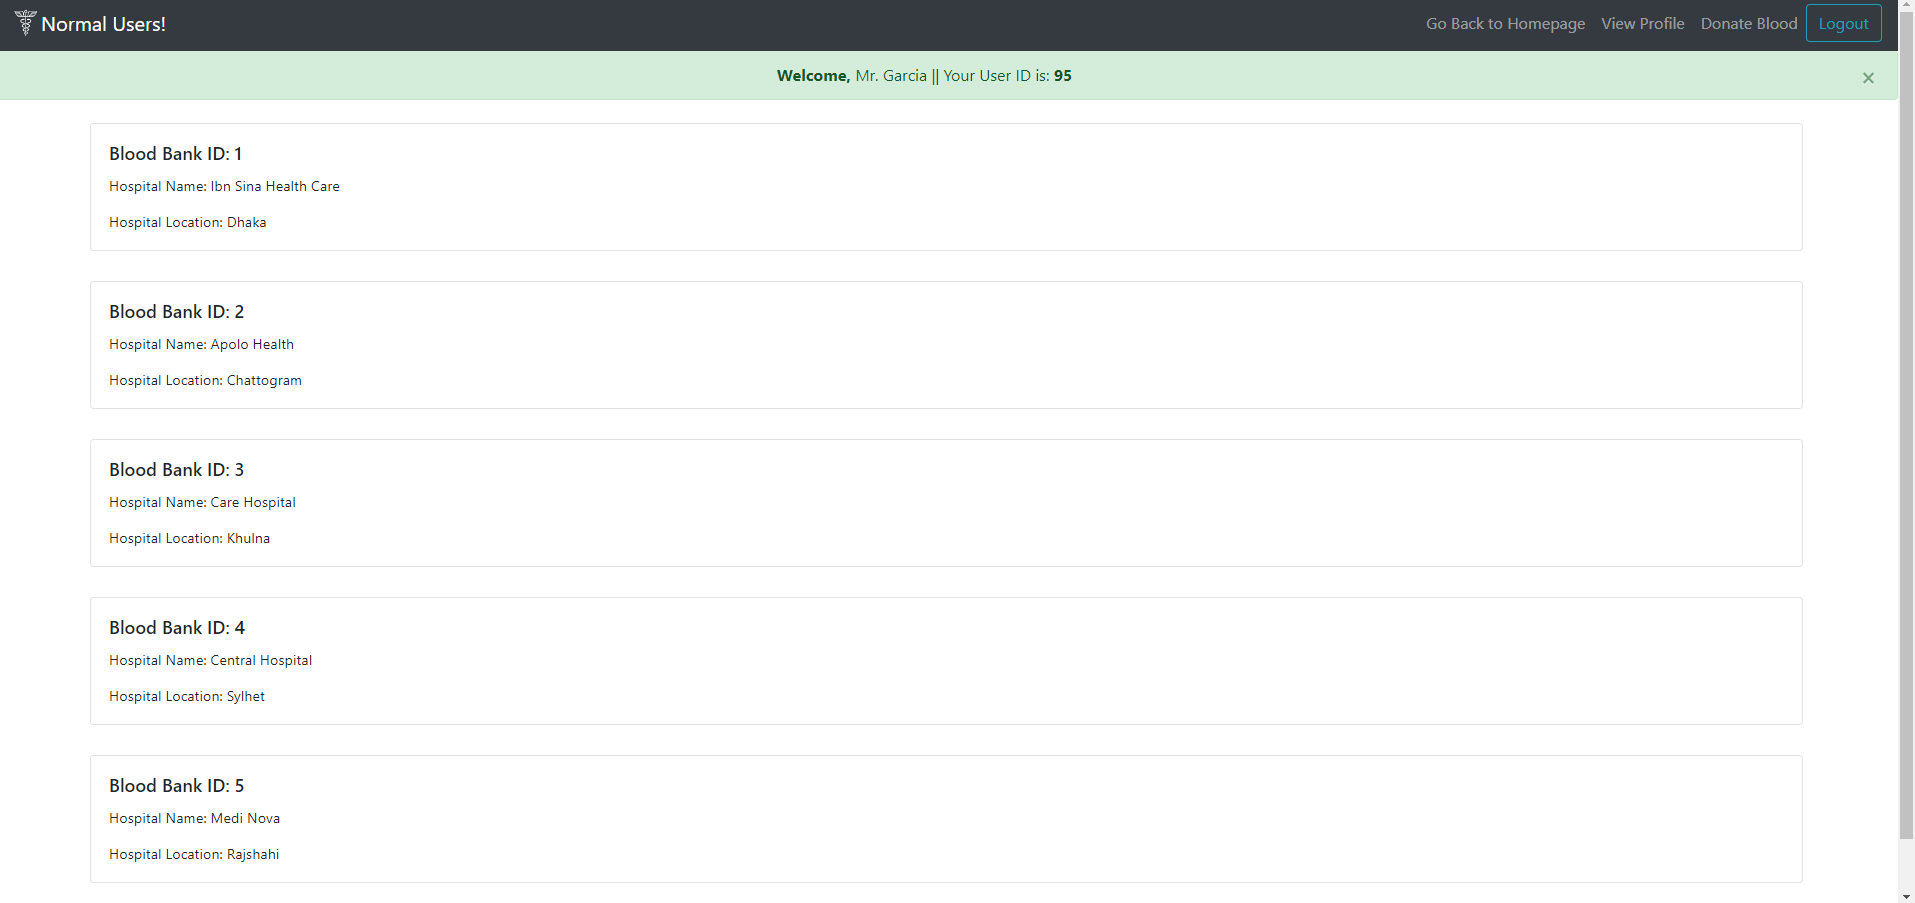 Normal Users!
Go Back to Homepage View Profile Donate Blood Logout
Welcome, Mr. Garcia || Your User ID is: 95 ×
Blood Bank ID: 1
Hospital Name: Ibn Sina Health Care
Hospital Location: Dhaka
Blood Bank ID: 2
Hospital Name: Apolo Health
Hospital Location: Chattogram
Blood Bank ID: 3
Hospital Name: Care Hospital
Hospital Location: Khulna
Blood Bank ID: 4
Hospital Name: Central Hospital
Hospital Location: Sylhet
Blood Bank ID: 5
Hospital Name: Medi Nova
Hospital Location: Rajshahi